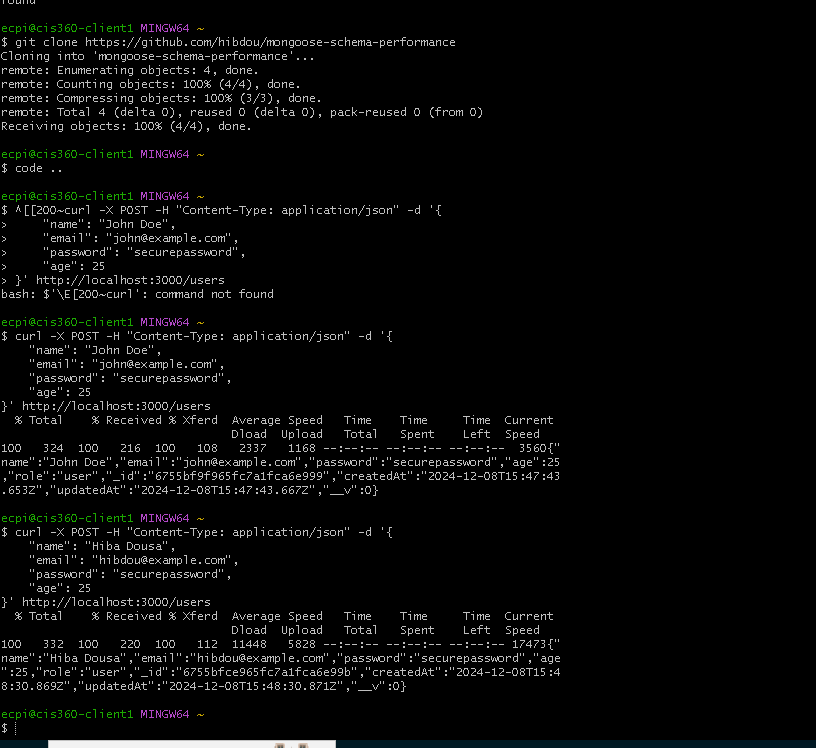 found
ecpi@cis360-client1 MINGW64 ~
$ git clone https://github.com/hibdou/mongoose-schema-performance
Cloning into 'mongoose-schema-performance'...
remote: Enumerating objects: 4, done.
remote: Counting objects: 100% (4/4), done.
remote: Compressing objects: 100% (3/3), done.
remote: Total 4 (delta 0), reused 0 (delta 0), pack-reused 0 (from 0)
Receiving objects: 100% (4/4), done.
ecpi@cis360-client1 MINGW64 ~
$ code ..
ecpi@cis360-client1 MINGW64 ~
$ ^[[200~curl -X POST -H "Content-Type: application/json" -d '{
>     "name": "John Doe",
>     "email": "john@example.com",
>     "password": "securepassword",
>     "age": 25
> }' http://localhost:3000/users
bash: $'\E[200~curl': command not found
ecpi@cis360-client1 MINGW64 ~
$ curl -X POST -H "Content-Type: application/json" -d '{
    "name": "John Doe",
    "email": "john@example.com",
    "password": "securepassword",
    "age": 25
}' http://localhost:3000/users
  % Total    % Received % Xferd  Average Speed   Time    Time     Time  Current
                                 Dload  Upload   Total   Spent    Left  Speed
100   324  100   216  100   108   2337   1168 --:--:-- --:--:-- --:--:--  3560{"
name":"John Doe","email":"john@example.com","password":"securepassword","age":25
,"role":"user","_id":"6755bf9f965fc7a1fca6e999","createdAt":"2024-12-08T15:47:43
.653Z","updatedAt":"2024-12-08T15:47:43.667Z","__v":0}
ecpi@cis360-client1 MINGW64 ~
$ curl -X POST -H "Content-Type: application/json" -d '{
    "name": "Hiba Dousa",
    "email": "hibdou@example.com",
    "password": "securepassword",
    "age": 25
}' http://localhost:3000/users
  % Total    % Received % Xferd  Average Speed   Time    Time     Time  Current
                                 Dload  Upload   Total   Spent    Left  Speed
100   332  100   220  100   112  11448   5828 --:--:-- --:--:-- --:--:-- 17473{"
name":"Hiba Dousa","email":"hibdou@example.com","password":"securepassword","age
":25,"role":"user","_id":"6755bfce965fc7a1fca6e99b","createdAt":"2024-12-08T15:4
8:30.869Z","updatedAt":"2024-12-08T15:48:30.871Z","__v":0}
ecpi@cis360-client1 MINGW64 ~
$